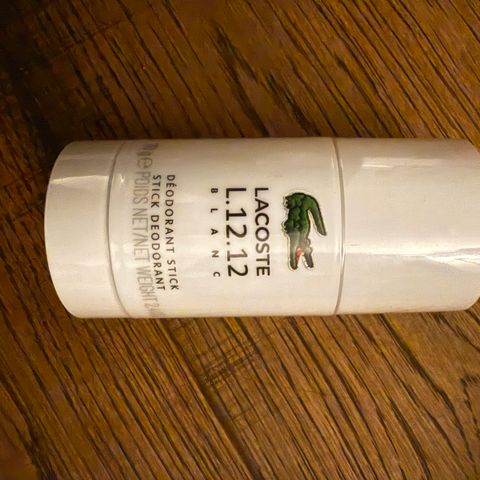 LACOSTE
L.12.12
BLANC
DÉODORANT STICK
STICK DEODORANT
POIDS NET/NET WEIGHT